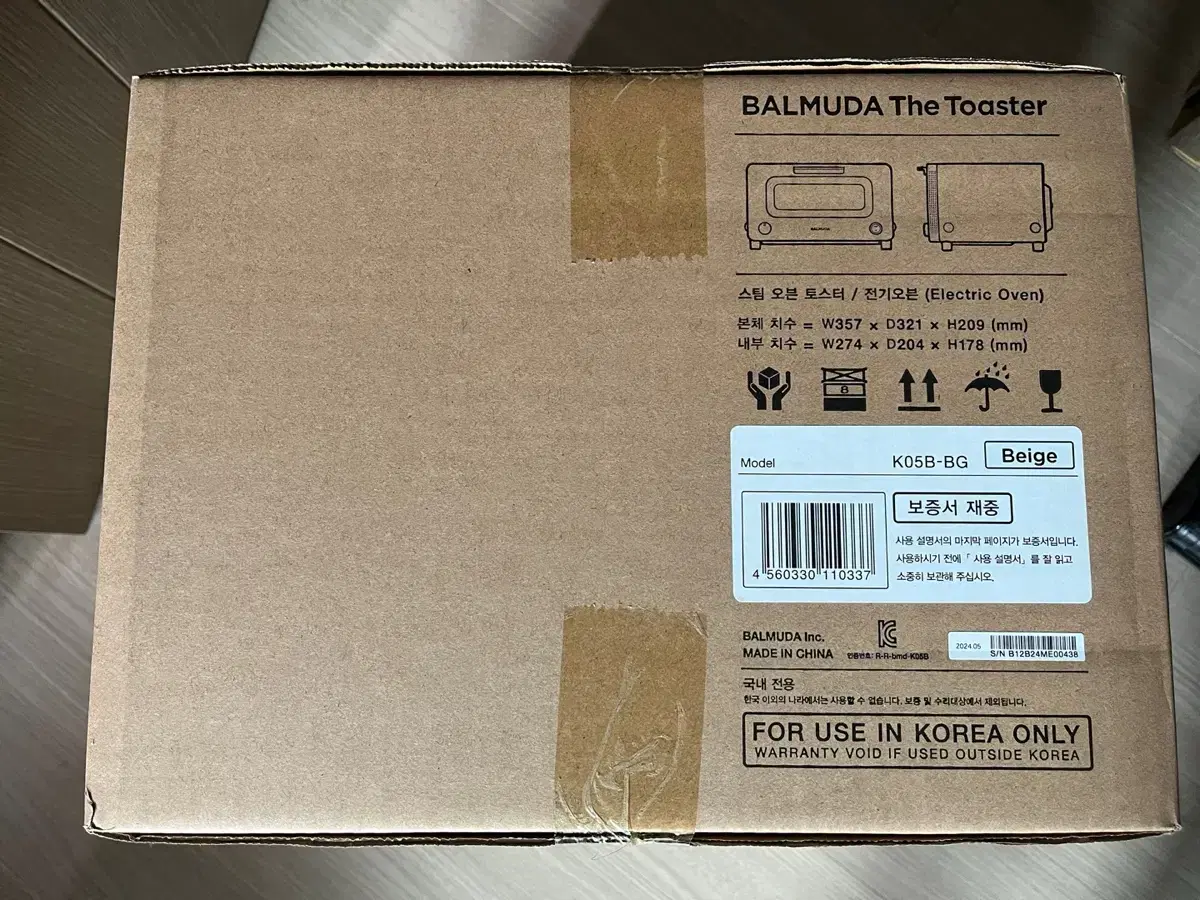 BALMUDA The Toaster
BALMUDA
스팀 오븐 토스터 / 전기오븐 (Electric Oven)
본체 치수 = W357 × D321 × H209 (mm)
내부 치수 = W274 × D204 × H178 (mm)
8
Model K05B-BG Beige
보증서 재중
사용 설명서의 마지막 페이지가 보증서입니다.
사용하시기 전에 「사용 설명서」를 잘 읽고
소중히 보관해 주십시오.
4 560330 110337
BALMUDA Inc.
MADE IN CHINA
인증번호: R-R-bmd-K05B
2024.05
S/N B12B24ME00438
국내 전용
한국 이외의 나라에서는 사용할 수 없습니다. 보증 및 수리대상에서 제외됩니다.
FOR USE IN KOREA ONLY
WARRANTY VOID IF USED OUTSIDE KOREA